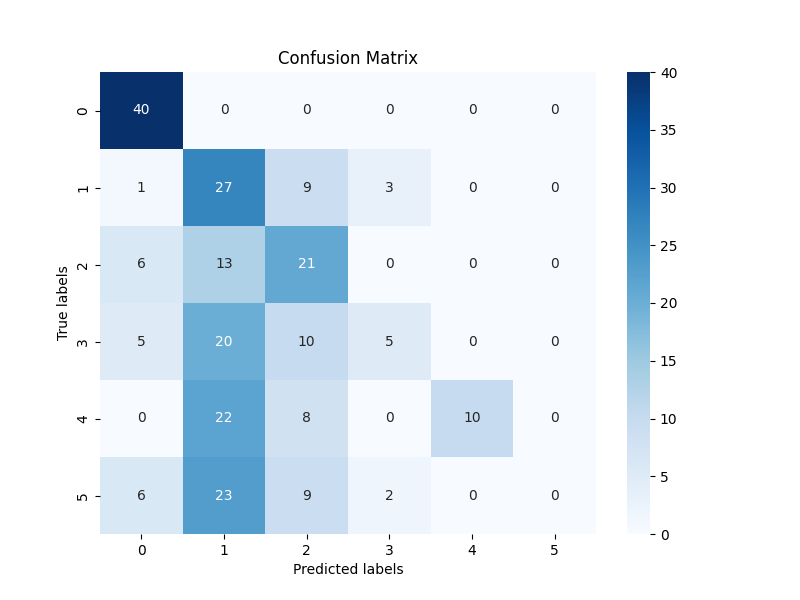 Confusion Matrix
True labels
0 40 0 0 0 0 0
1 1 27 9 3 0 0
2 6 13 21 0 0 0
3 5 20 10 5 0 0
4 0 22 8 0 10 0
5 6 23 9 2 0 0
0 1 2 3 4 5
Predicted labels
40
35
30
25
20
15
10
5
0